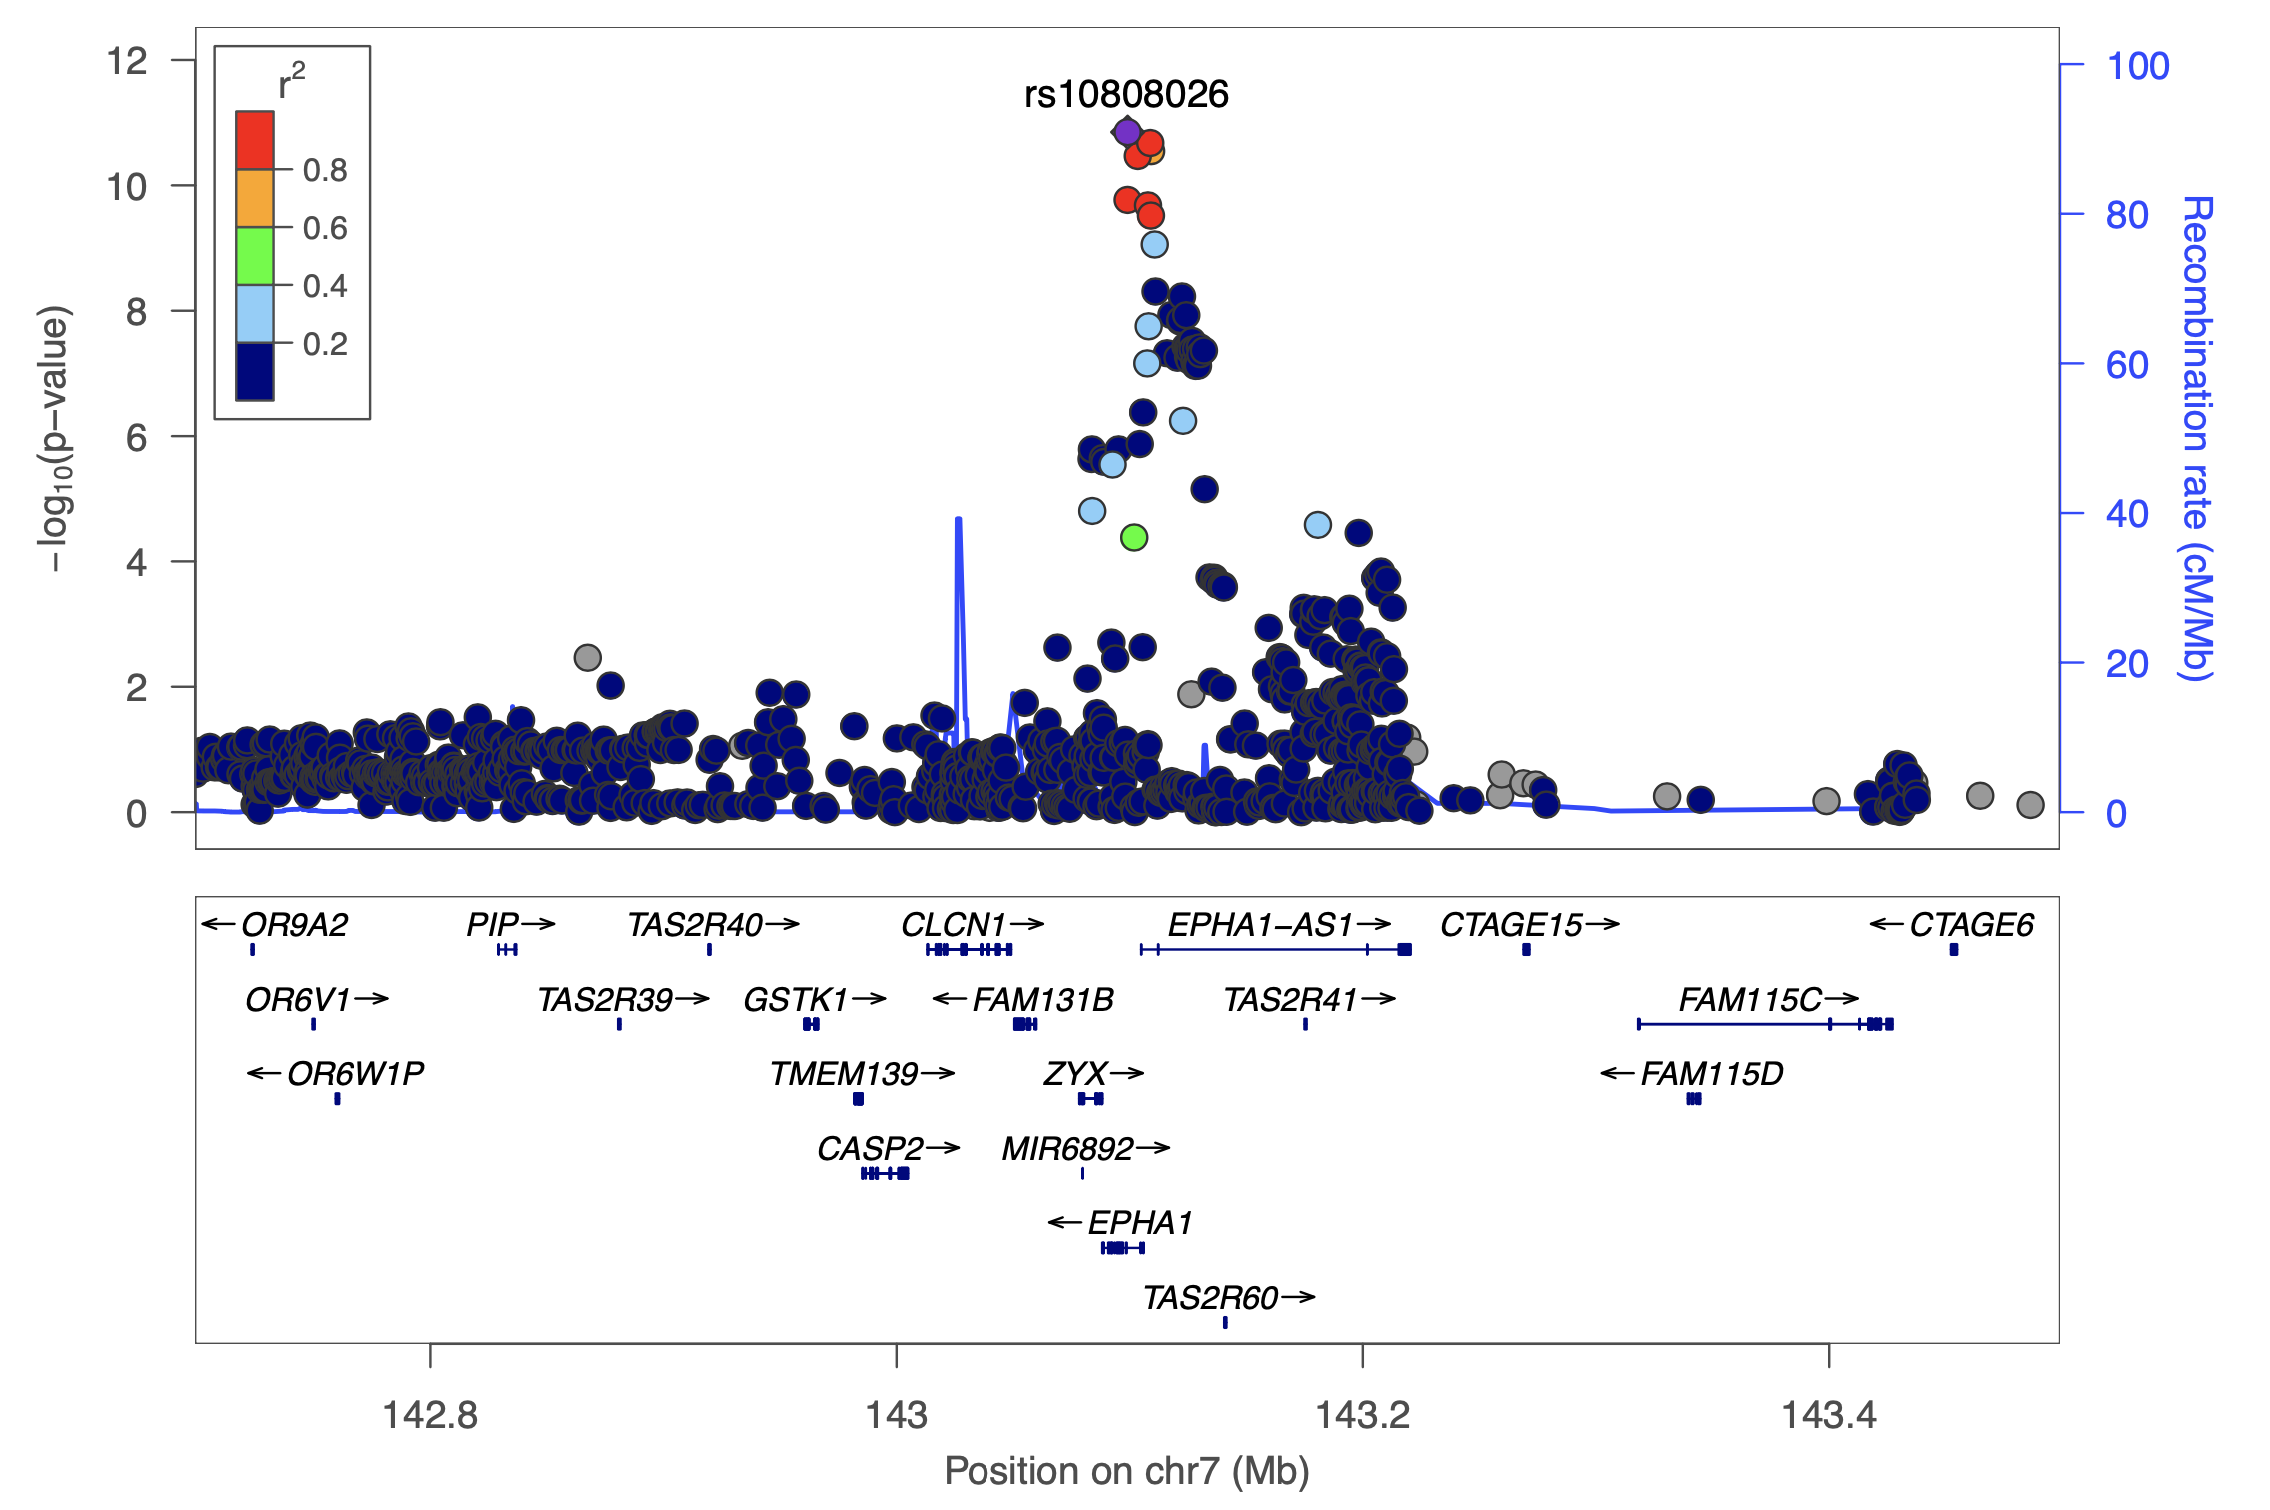 rs10808026
r2
0.8
0.6
0.4
0.2
12
10
8
6
4
2
0
−log10(p−value)
100
80
60
40
20
0
Recombination rate (cM/Mb)
←OR9A2 PIP→ TAS2R40→ CLCN1→ EPHA1−AS1→ CTAGE15→ ←CTAGE6
OR6V1→ TAS2R39→ GSTK1→ ←FAM131B TAS2R41→ FAM115C→
←OR6W1P TMEM139→ ZYX→ ←FAM115D
CASP2→ MIR6892→
←EPHA1
TAS2R60→
142.8 143 143.2 143.4
Position on chr7 (Mb)